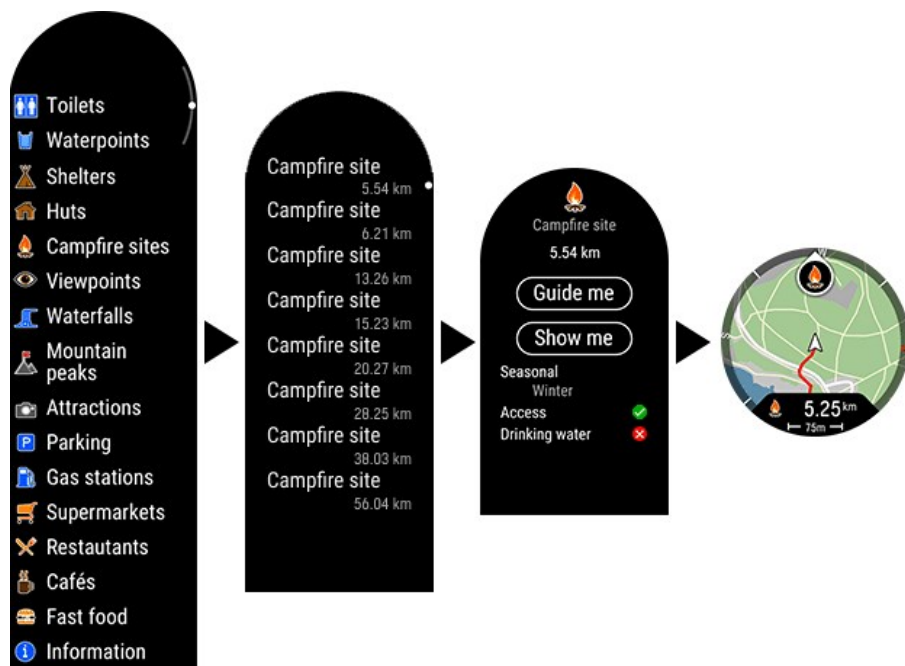 Toilets
Waterpoints
Shelters
Huts
Campfire sites
Viewpoints
Waterfalls
Mountain
peaks
Attractions
P
Parking
Gas stations
Supermarkets
Restautants
Cafés
Fast food
i
Information
Campfire site
5.54 km
Campfire site
6.21 km
Campfire site
13.26 km
Campfire site
15.23 km
Campfire site
20.27 km
Campfire site
28.25 km
Campfire site
38.03 km
Campfire site
56.04 km
Campfire site
5.54 km
Guide me
Show me
Seasonal
Winter
Access
Drinking water
5.25 km
75m